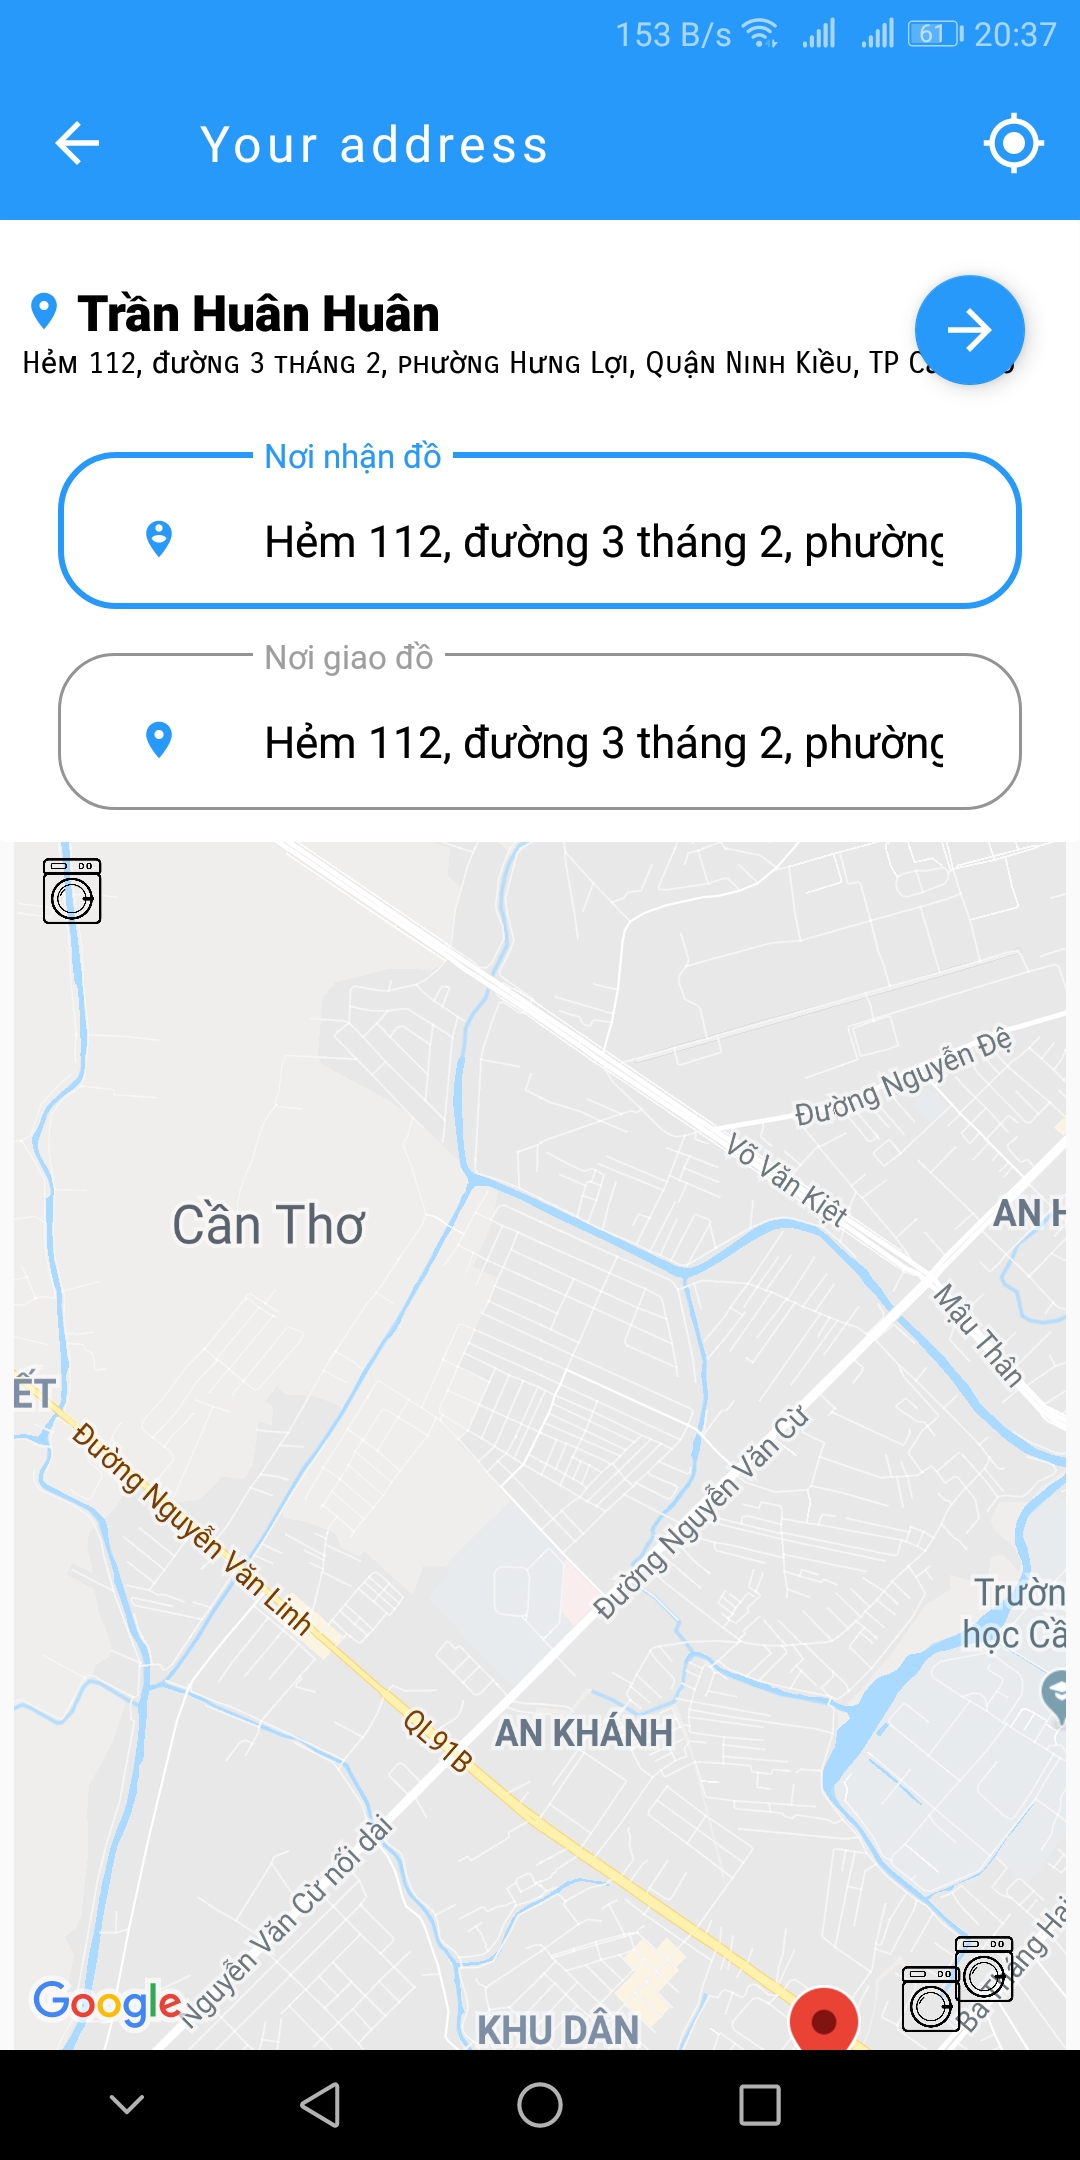 153 B/s 61 20:37
Your address
Trần Huân Huân
Hẻm 112, đường 3 tháng 2, phường Hưng Lợi, Quận Ninh Kiều, TP
Nơi nhận đồ
Hẻm 112, đường 3 tháng 2, phường
Nơi giao đồ
Hẻm 112, đường 3 tháng 2, phường
Đường Nguyễn Đệ
Võ Văn Kiệt
Cần Thơ
AN H
Mậu Thân
ẾT
Đường Nguyễn Văn Cừ
Đường Nguyễn Văn Linh
Trườn
học Cầ
QL91B
AN KHÁNH
Nguyễn Văn Cừ nối dài
Ba Tháng Hai
Google
KHU DÂN